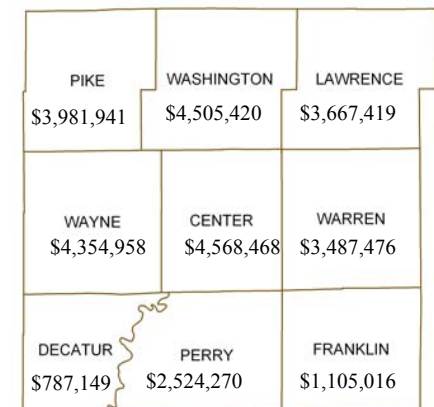 PIKE
$3,981,941
WASHINGTON
$4,505,420
LAWRENCE
$3,667,419
WAYNE
$4,354,958
CENTER
$4,568,468
WARREN
$3,487,476
DECATUR
$787,149
PERRY
$2,524,270
FRANKLIN
$1,105,016